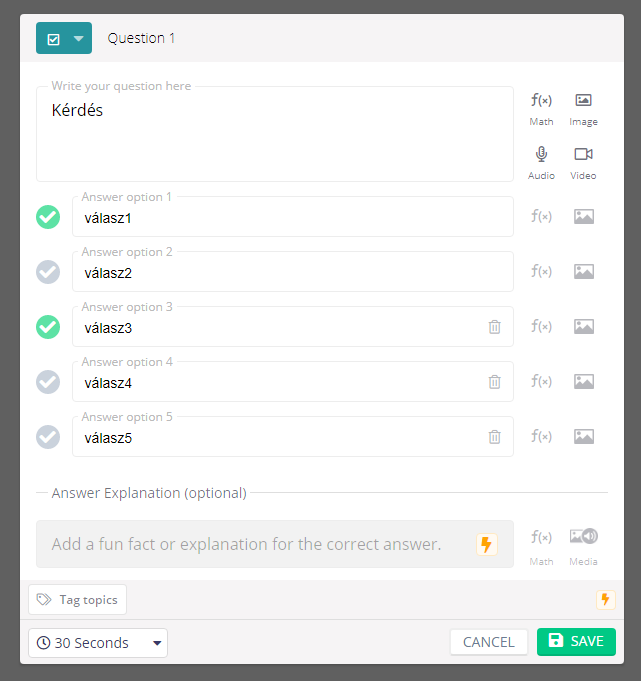 Question 1
Write your question here
Kérdés
f(x)
Math
Image
Audio
Video
Answer option 1
válasz1
f(x)
Answer option 2
válasz2
f(x)
Answer option 3
válasz3
f(x)
Answer option 4
válasz4
f(x)
Answer option 5
válasz5
f(x)
Answer Explanation (optional)
Add a fun fact or explanation for the correct answer.
f(x)
Math
Media
Tag topics
30 Seconds
CANCEL
SAVE